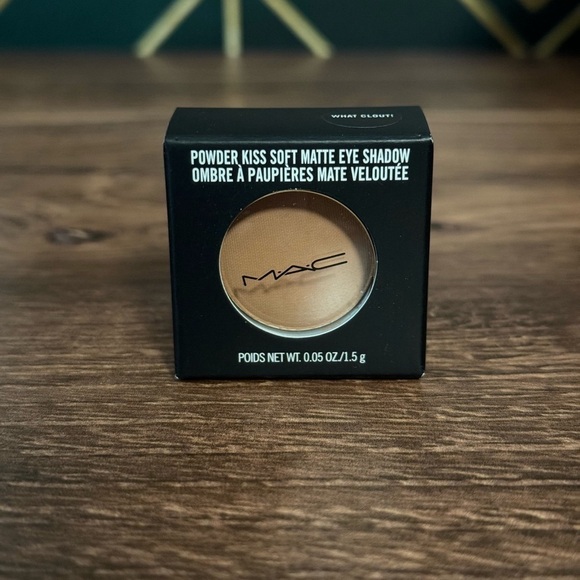 WHAT CLOUT!
POWDER KISS SOFT MATTE EYE SHADOW
OMBRE À PAUPIÈRES MATE VELOUTÉE
M·A·C
POIDS NET WT. 0.05 OZ./1.5 g